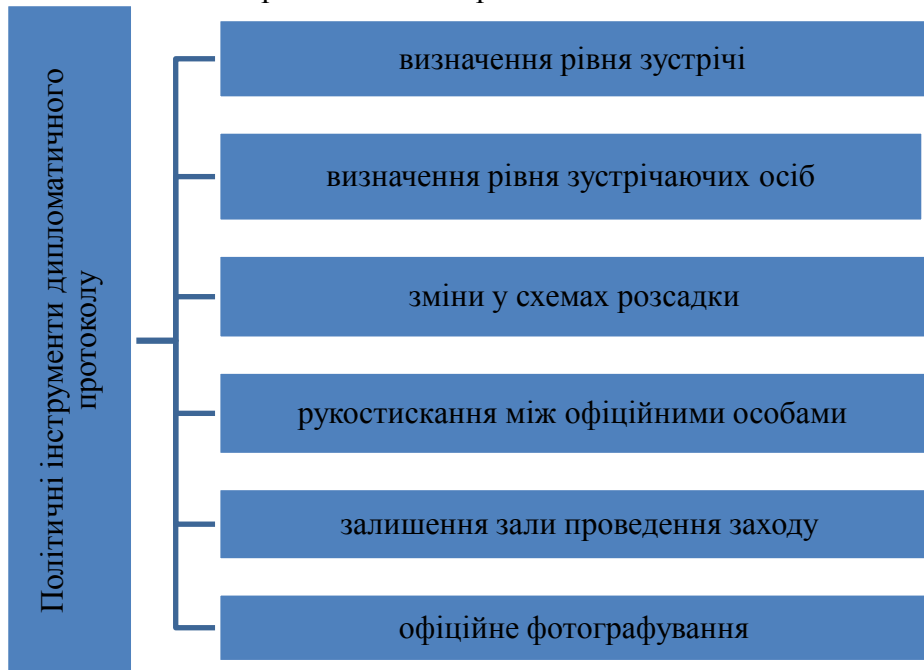 Політичні інструменти дипломатичного
протоколу
визначення рівня зустрічі
визначення рівня зустрічаючих осіб
зміни у схемах розсадки
рукостискання між офіційними особами
залишення зали проведення заходу
офіційне фотографування